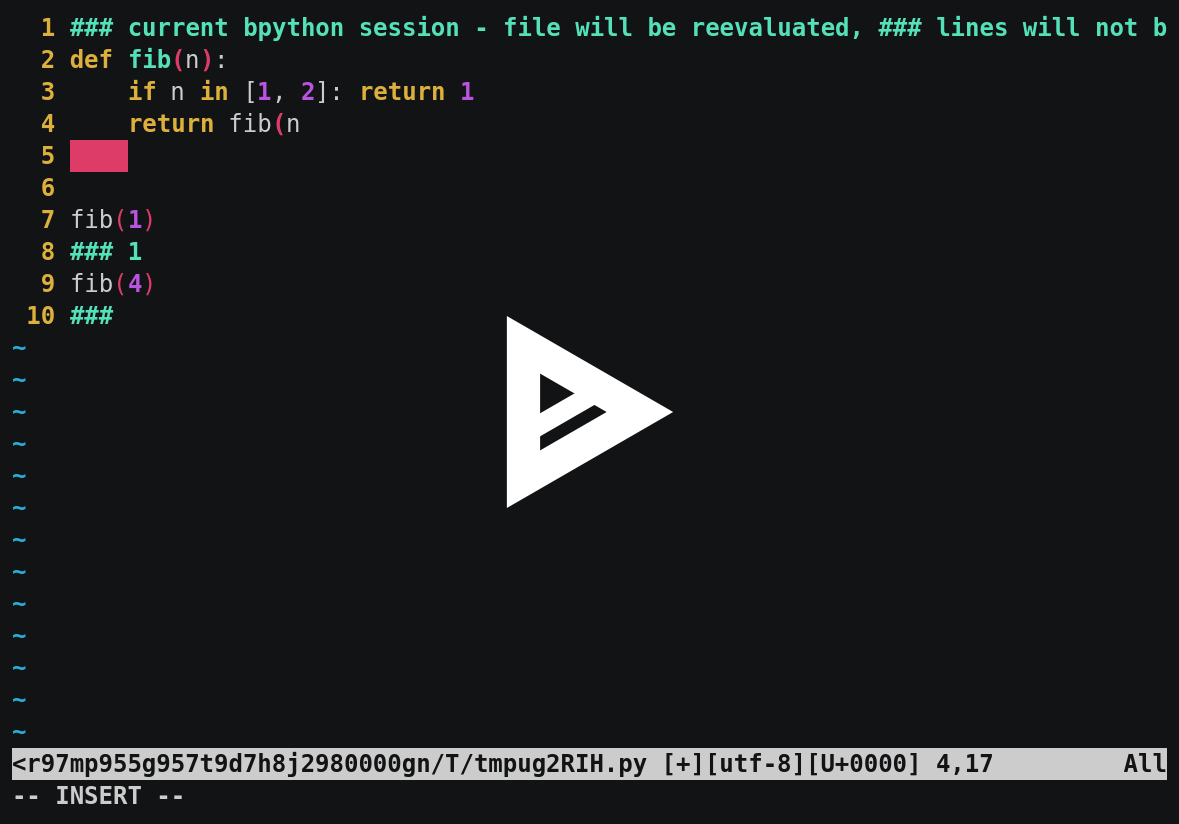 1 ### current bpython session - file will be reevaluated, ### lines will not b
2 def fib(n):
3     if n in [1, 2]: return 1
4     return fib(n
5
6
7 fib(1)
8 ### 1
9 fib(4)
10 ###
~
~
~
~
~
~
~
~
~
~
~
~
~
<r97mp955g957t9d7h8j2980000gn/T/tmpug2RIH.py [+][utf-8][U+0000] 4,17         All
-- INSERT --